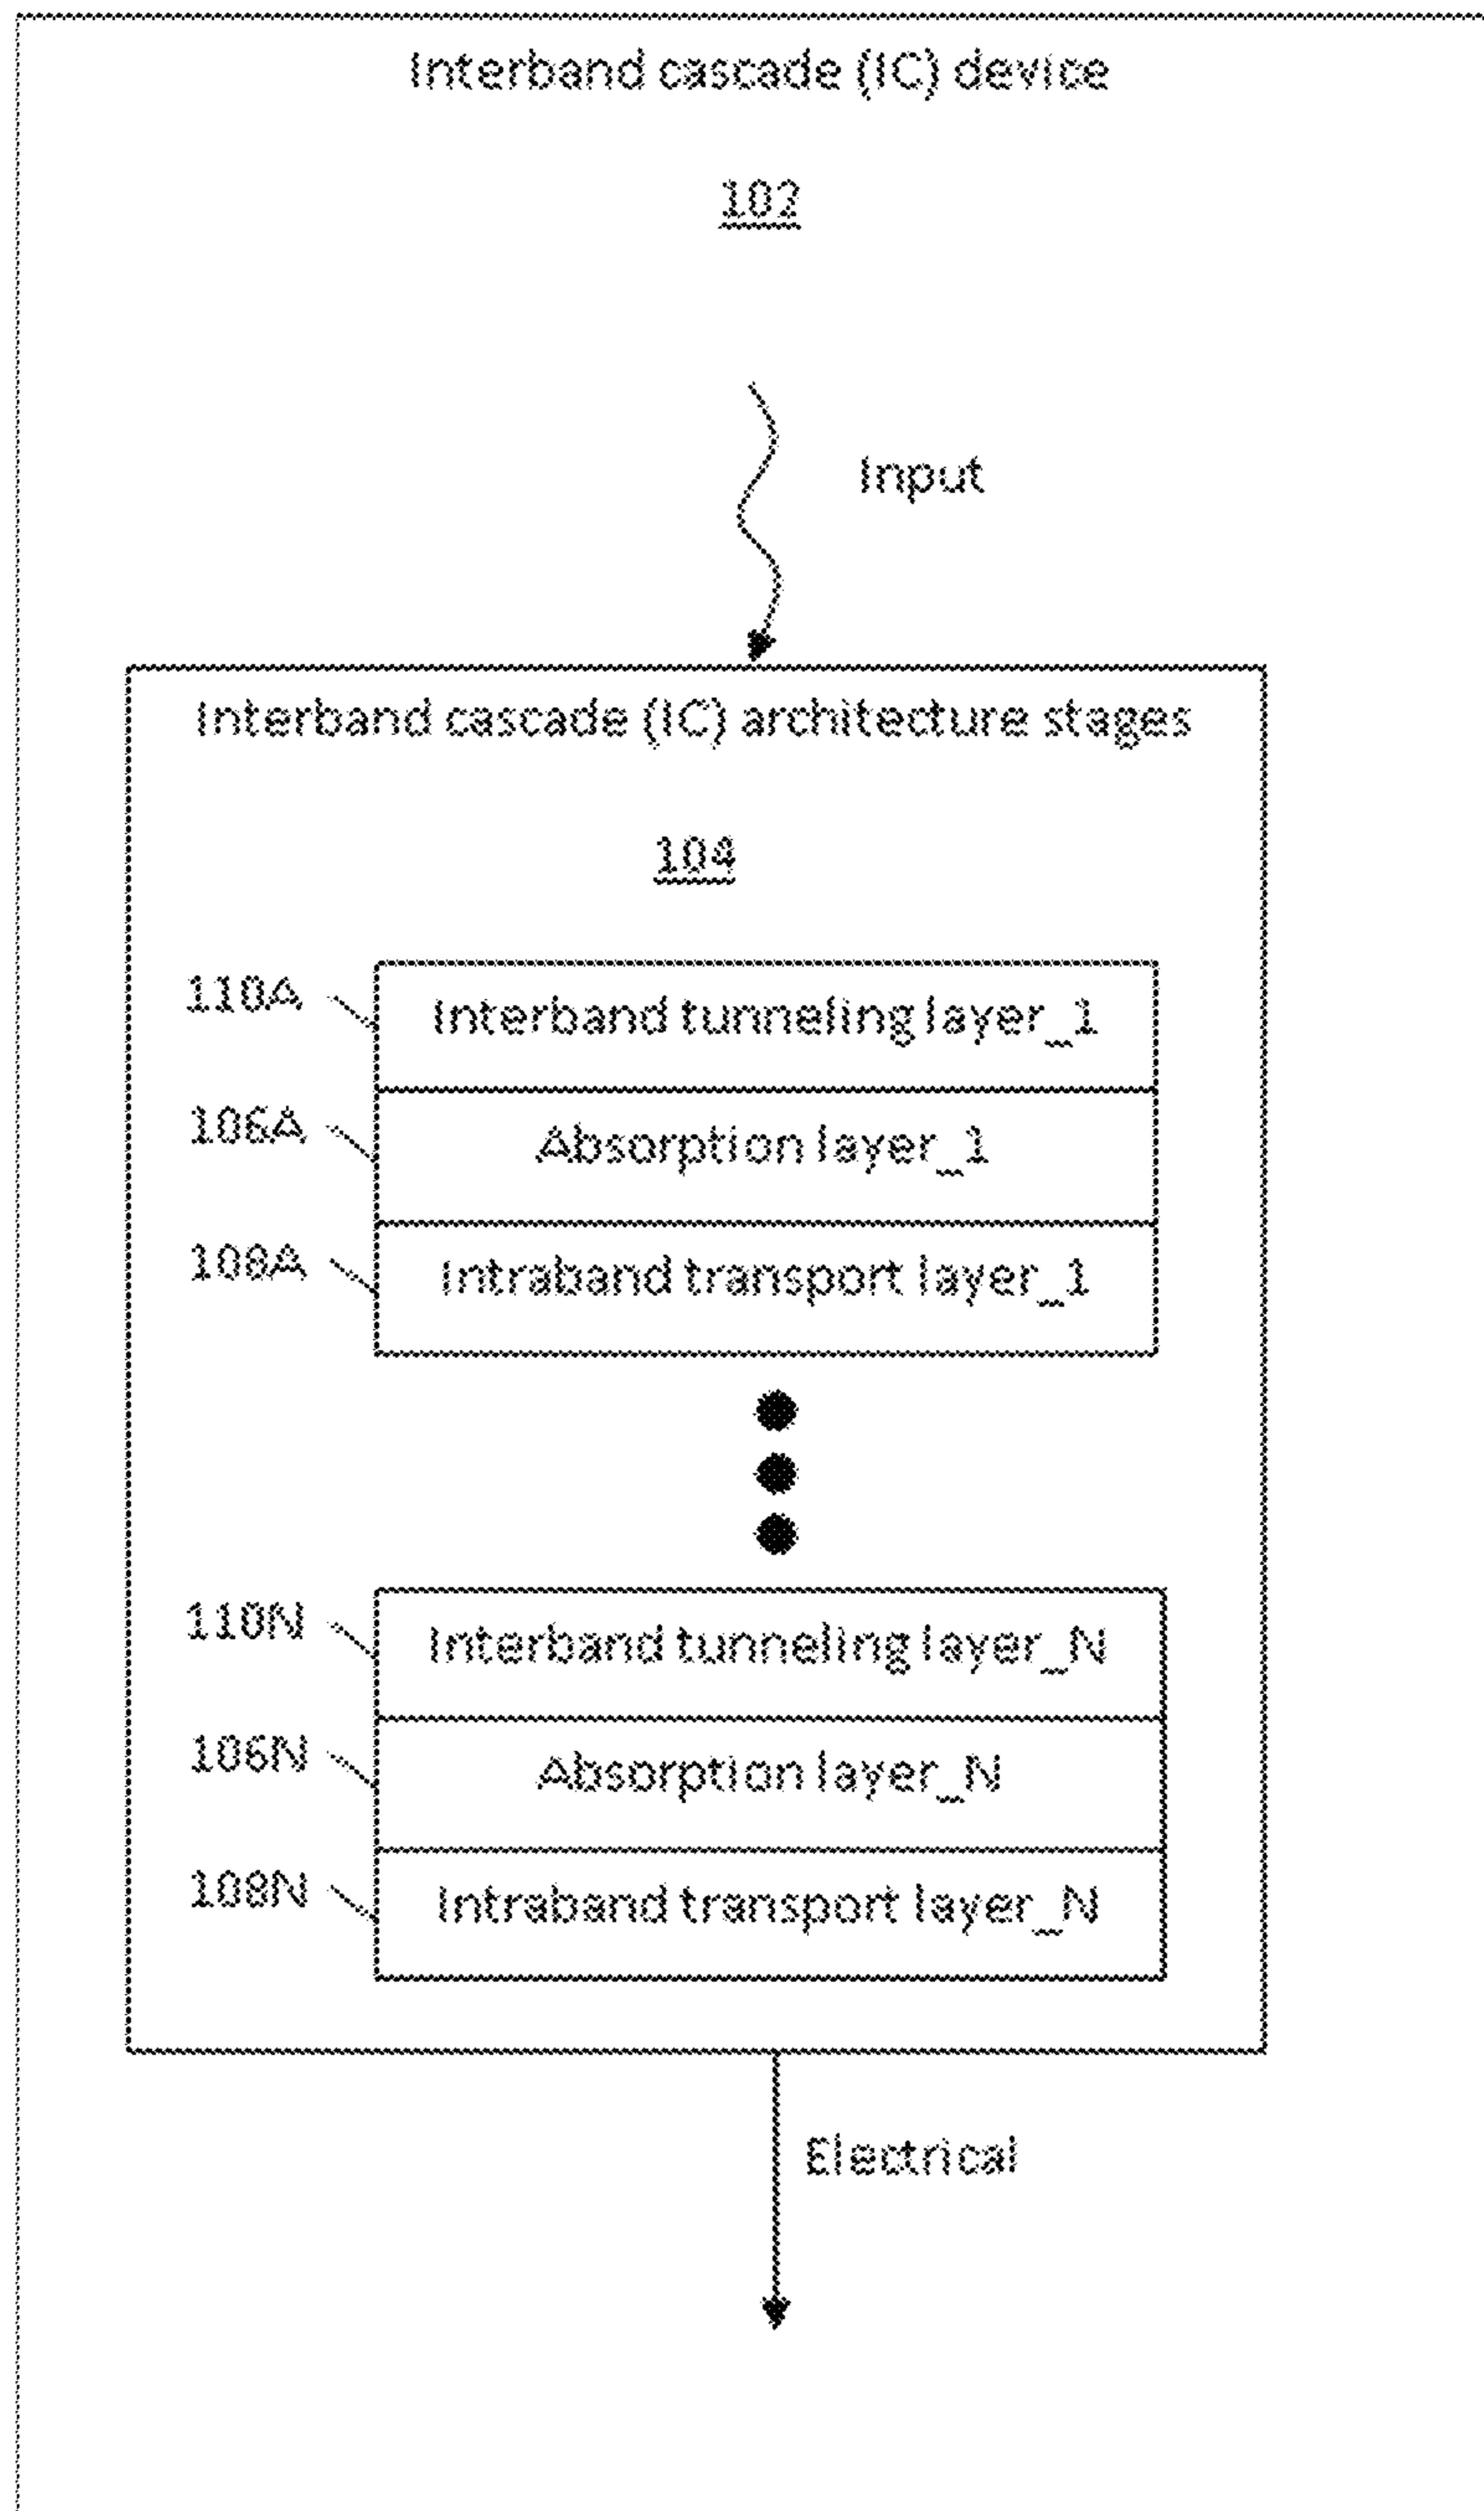 Interband cascade (IC) device
102
Input
Interband cascade (IC) architecture stages
104
110A
Interband tunneling layer_1
106A
Absorption layer_1
108A
Intraband transport layer_1
110N
Interband tunneling layer_N
106N
Absorption layer_N
108N
Intraband transport layer_N
Electrical